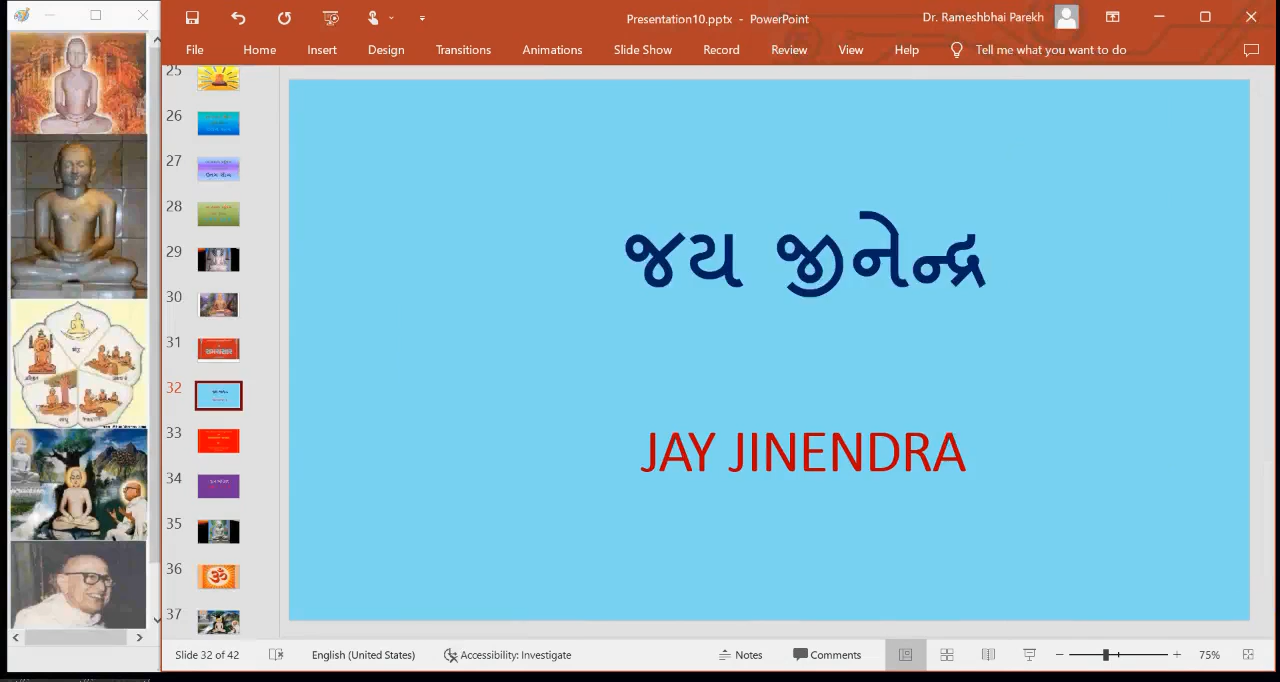 Presentation10.pptx - PowerPoint
Dr. Rameshbhai Parekh
File Home Insert Design Transitions Animations Slide Show Record Review View Help Tell me what you want to do
25
26
27
28
29
30
31
32
33
34
35
36
37
જય જીનેન્દ્ર
JAY JINENDRA
Slide 32 of 42 English (United States) Accessibility: Investigate Notes Comments 75%